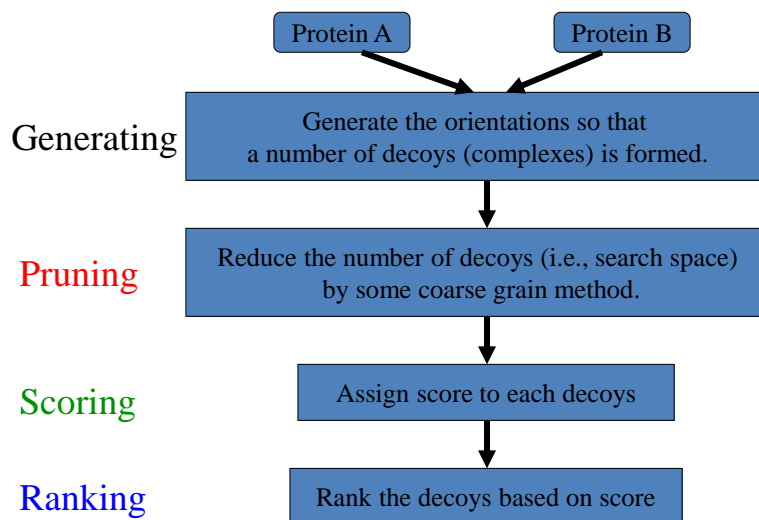 Protein A
Protein B
Generating
Generate the orientations so that
a number of decoys (complexes) is formed.
Pruning
Reduce the number of decoys (i.e., search space)
by some coarse grain method.
Scoring
Assign score to each decoys
Ranking
Rank the decoys based on score